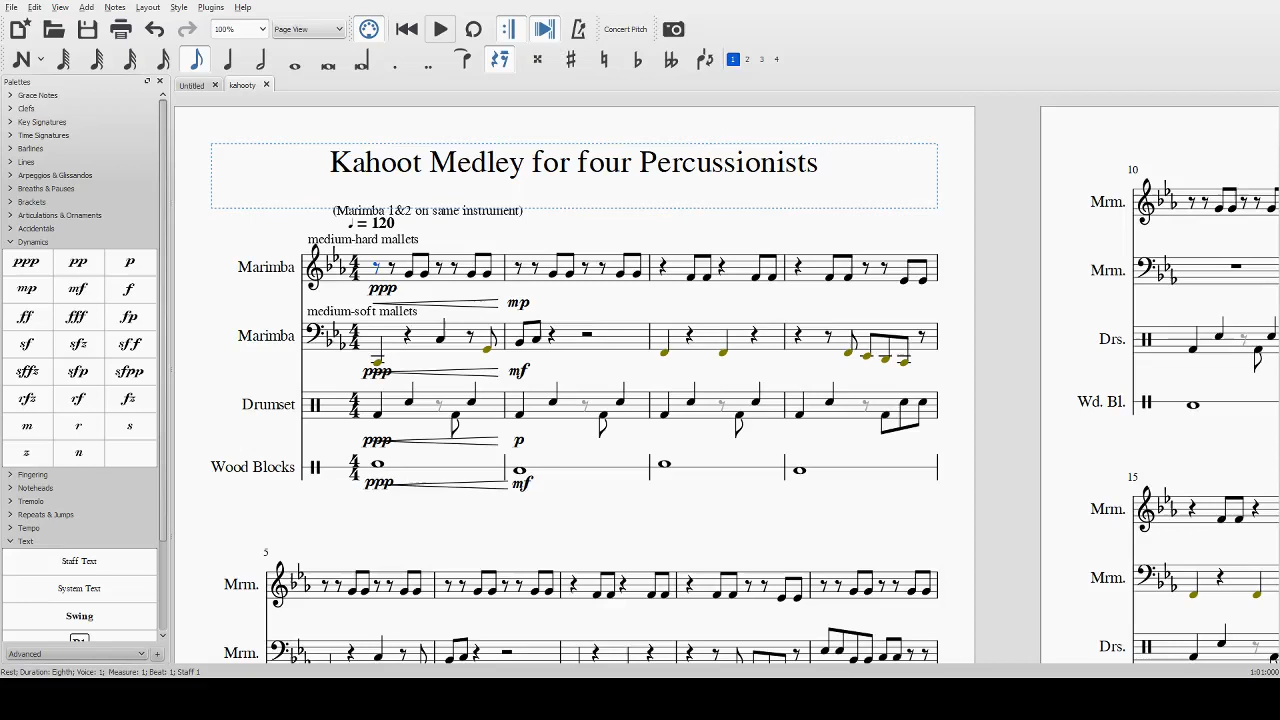 File Edit View Add Notes Layout Style Plugins Help
100% Page View Concert Pitch
1 2 3 4
Palettes
Untitled kahooty
Grace Notes
Clefs
Key Signatures
Time Signatures
Barlines
Lines
Arpeggios & Glissandos
Breaths & Pauses
Brackets
Articulations & Ornaments
Accidentals
Dynamics
ppp pp p
mp mf f
ff fff fp
sf sfz sff
sffz sfp sfpp
rfz rf fz
m r s
z n
Fingering
Noteheads
Tremolo
Repeats & Jumps
Tempo
Text
Staff Text
System Text
Swing
Advanced
Kahoot Medley for four Percussionists
(Marimba 1&2 on same instrument)
= 120
medium-hard mallets
Marimba
ppp mp
medium-soft mallets
Marimba
ppp mf
Drumset
ppp p
Wood Blocks
ppp mf
5
Mrm.
Mrm.
10
Mrm.
Mrm.
Drs.
Wd. Bl.
15
Mrm.
Mrm.
Drs.
Rest; Duration: Eighth; Voice: 1; Measure: 1; Beat: 1; Staff 1
1:01:000